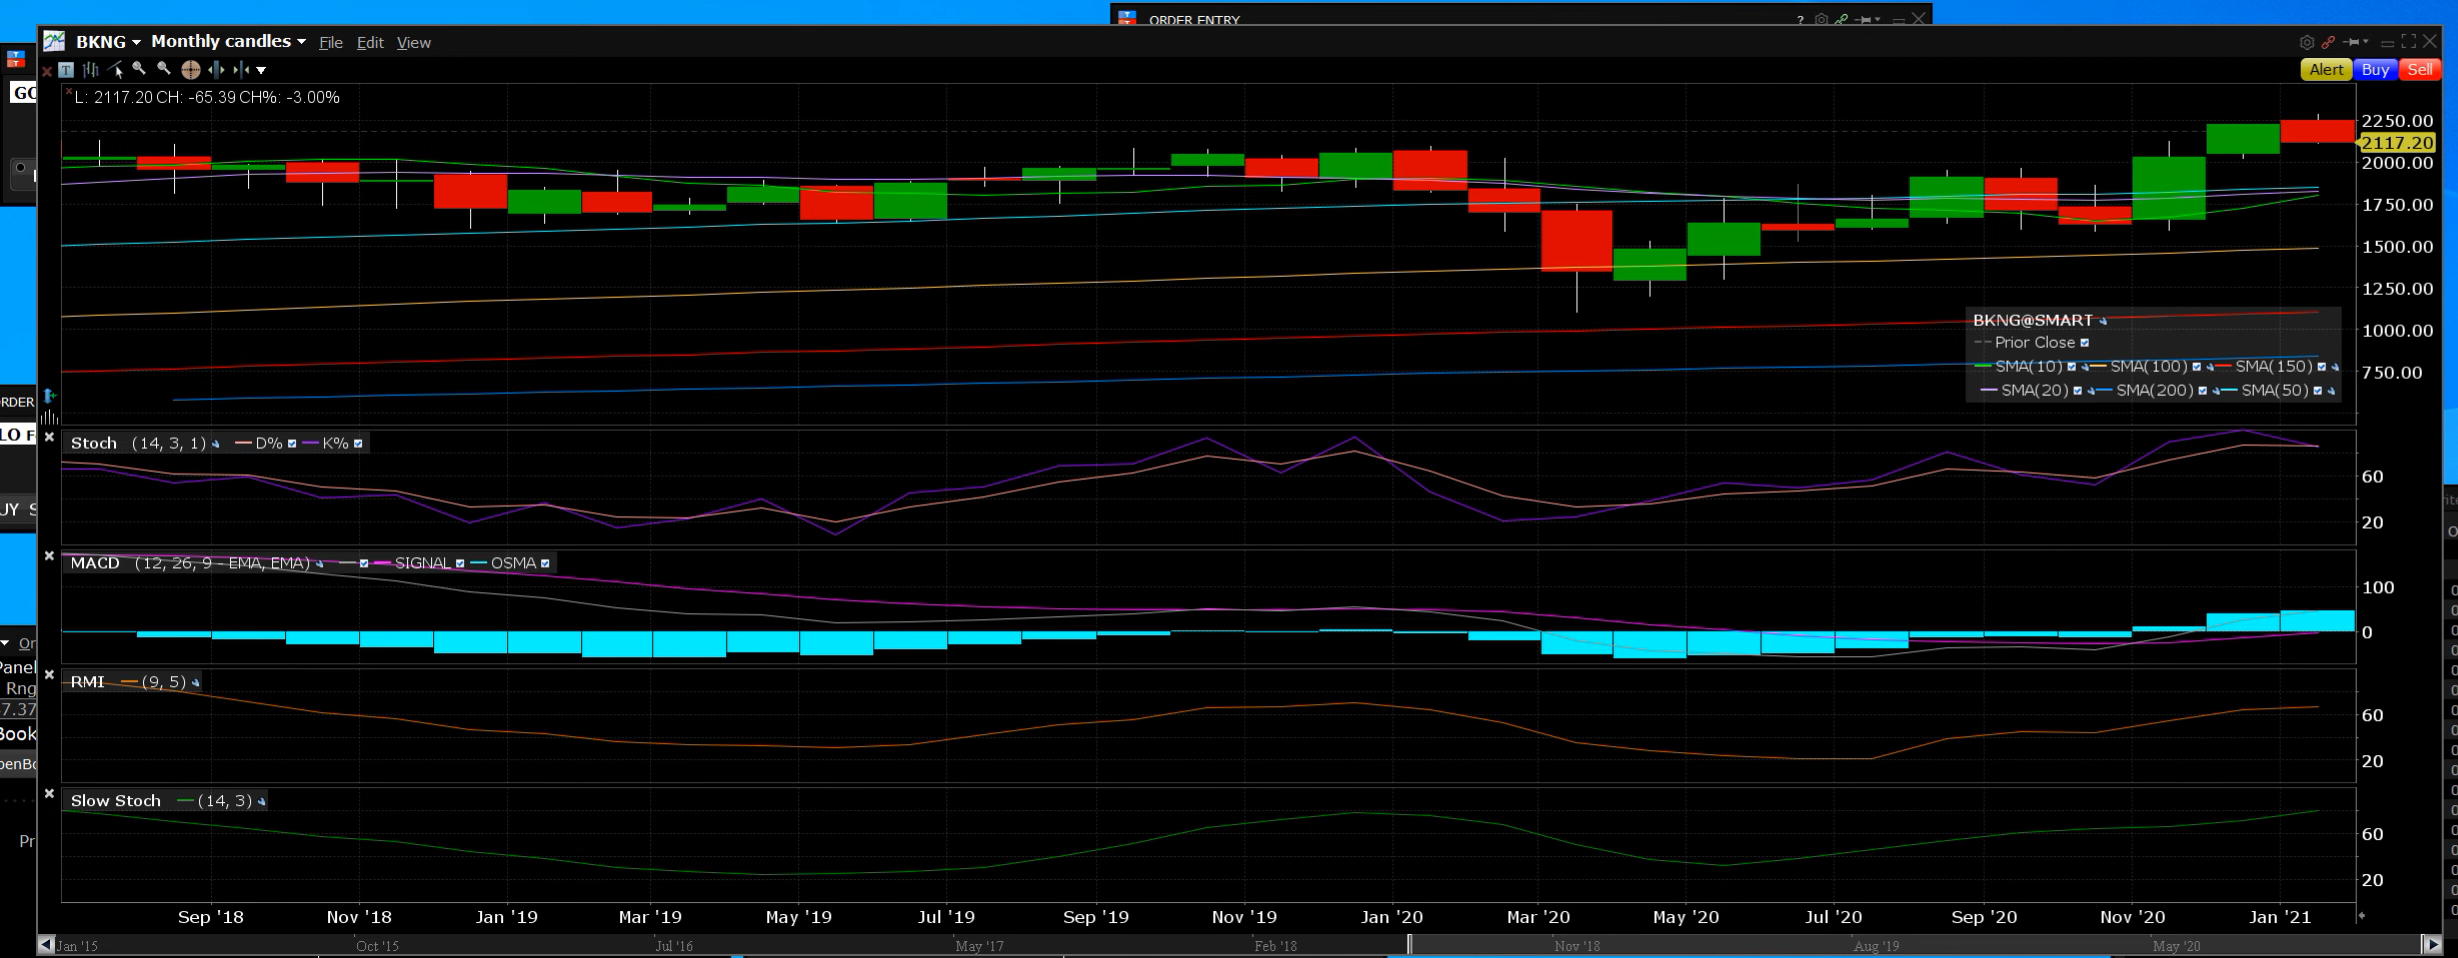 ORDER ENTRY ?
BKNG Monthly candles File Edit View
Alert Buy Sell
L: 2117.20 CH: -65.39 CH%: -3.00%
2250.00
2117.20
2000.00
1750.00
1500.00
1250.00
1000.00
750.00
BKNG@SMART
Prior Close
SMA(10) SMA(100) SMA(150)
SMA(20) SMA(200) SMA(50)
Stoch (14, 3, 1) D% K%
60
20
MACD (12, 26, 9 - EMA, EMA) SIGNAL OSMA
100
0
RMI (9, 5)
60
20
Slow Stoch (14, 3)
60
20
Sep '18 Nov '18 Jan '19 Mar '19 May '19 Jul '19 Sep '19 Nov '19 Jan '20 Mar '20 May '20 Jul '20 Sep '20 Nov '20 Jan '21
Jan '15 Oct '15 Jul '16 May '17 Feb '18 Nov '18 Aug '19 May '20
GO
RDER
LO F
UY S
Or
Panel
Rng
7.37
Book
penBo
Pr